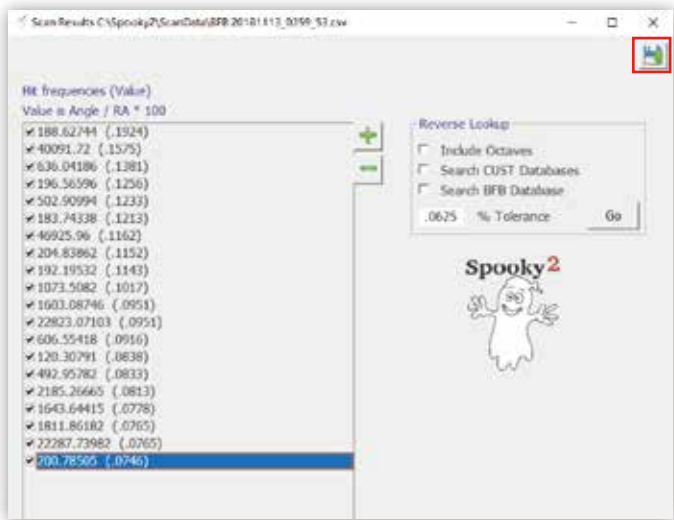 Scan Results C:\Spooky2\ScanData\BFB 20181113_0259_53.csv
Hit frequencies (Value)
Value = Angle / RA * 100
188.62744 (.1924)
40091.72 (.1575)
636.04186 (.1381)
196.56596 (.1256)
502.90994 (.1233)
183.74338 (.1213)
46925.96 (.1162)
204.83862 (.1152)
192.19532 (.1143)
1073.5082 (.1017)
1603.08746 (.0951)
22823.07103 (.0951)
606.55418 (.0916)
120.30791 (.0838)
492.95782 (.0833)
2185.26665 (.0813)
1643.64415 (.0778)
1811.86182 (.0765)
22287.73982 (.0765)
200.78505 (.0746)
Reverse Lookup
Include Octaves
Search CUST Databases
Search BFB Database
.0625 % Tolerance Go
Spooky2